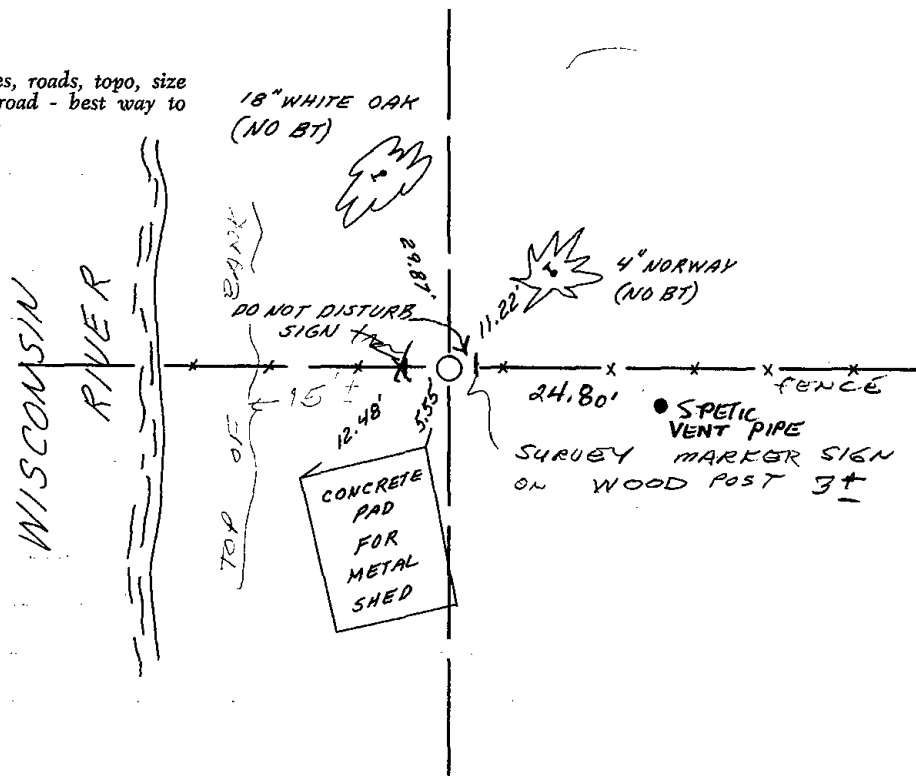 es, roads, topo, size
road - best way to
18" WHITE OAK
(NO BT)
29.87'
4" NORWAY
(NO BT)
11.22'
DO NOT DISTURB
SIGN
WISCONSIN
RIVER
TOP OF BANK
15'±
12.48'
5.55'
24.80'
FENCE
SPETIC
VENT PIPE
SURVEY MARKER SIGN
ON WOOD POST 3±
CONCRETE
PAD
FOR
METAL
SHED